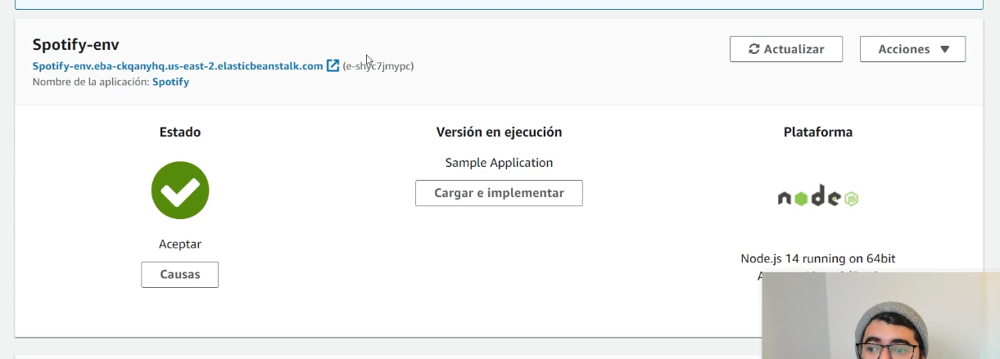 Spotify-env
Spotify-env.eba-ckqanyhq.us-east-2.elasticbeanstalk.com (e-shyc7jmypc)
Nombre de la aplicación: Spotify
Actualizar
Acciones
Estado
Aceptar
Causas
Versión en ejecución
Sample Application
Cargar e implementar
Plataforma
node JS
Node.js 14 running on 64bit